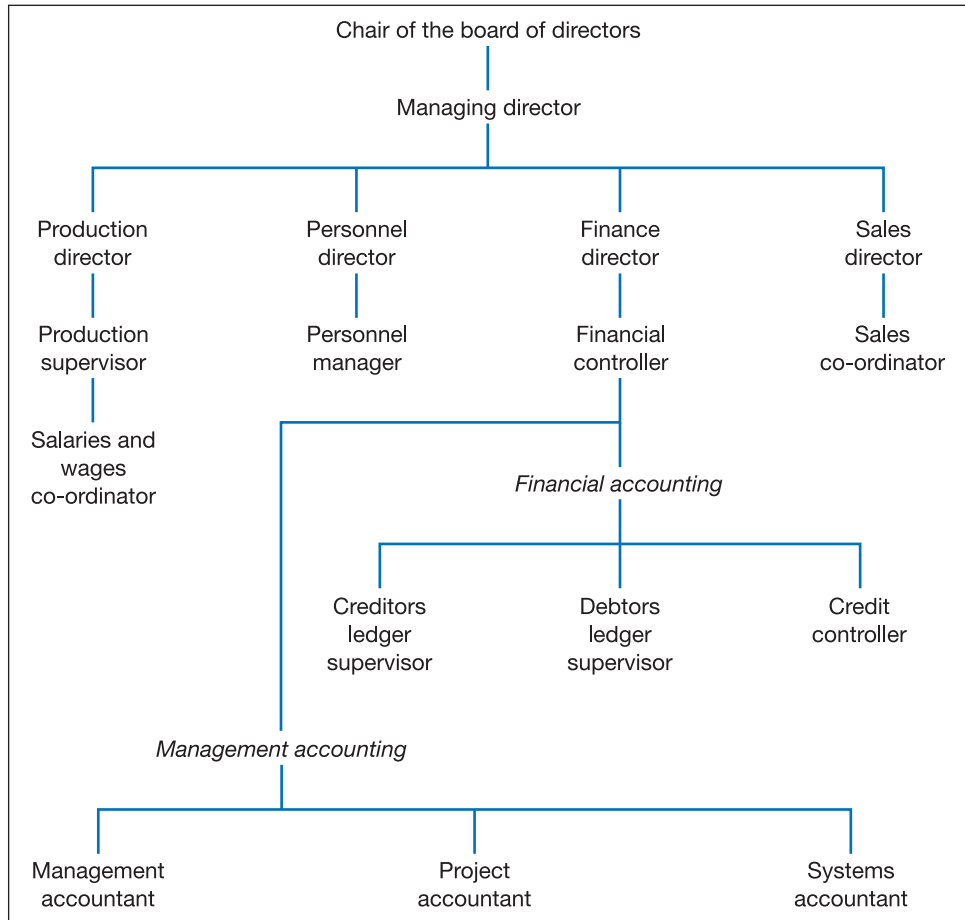 Chair of the board of directors
Managing director
Production
director
Personnel
director
Finance
director
Sales
director
Production
supervisor
Personnel
manager
Financial
controller
Sales
co-ordinator
Salaries and
wages
co-ordinator
Financial accounting
Creditors
ledger
supervisor
Debtors
ledger
supervisor
Credit
controller
Management accounting
Management
accountant
Project
accountant
Systems
accountant